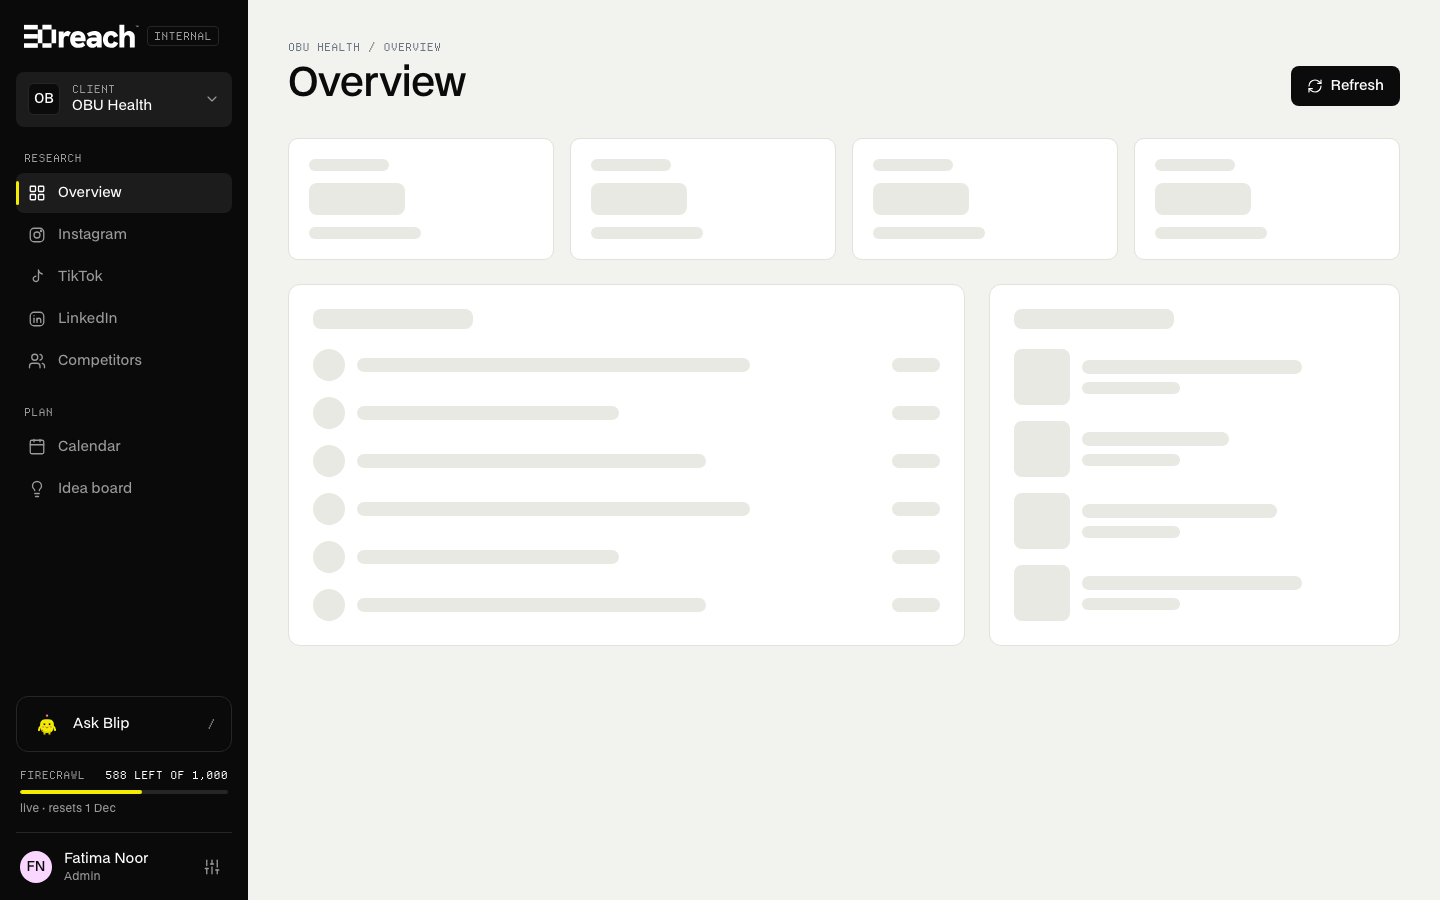 reach
INTERNAL
OB
CLIENT
OBU Health
RESEARCH
Overview
Instagram
TikTok
LinkedIn
Competitors
PLAN
Calendar
Idea board
Ask Blip /
FIRECRAWL 588 LEFT OF 1,000
live · resets 1 Dec
FN
Fatima Noor
Admin
OBU HEALTH / OVERVIEW
Overview
Refresh